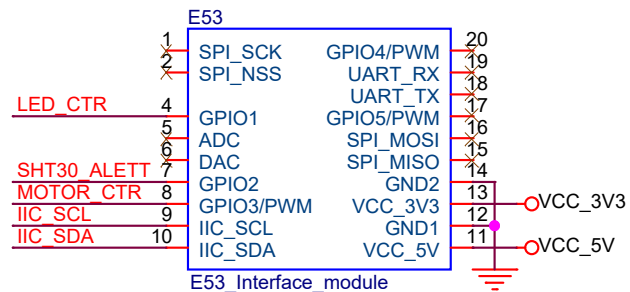 E53
1 SPI_SCK GPIO4/PWM 20
2 SPI_NSS UART_RX 19
UART_TX 18
LED_CTR 4 GPIO1 GPIO5/PWM 17
5 ADC SPI_MOSI 16
6 DAC SPI_MISO 15
SHT30_ALETT 7 GPIO2 GND2 14
MOTOR_CTR 8 GPIO3/PWM VCC_3V3 13 VCC_3V3
IIC_SCL 9 IIC_SCL GND1 12
IIC_SDA 10 IIC_SDA VCC_5V 11 VCC_5V
E53_Interface_module